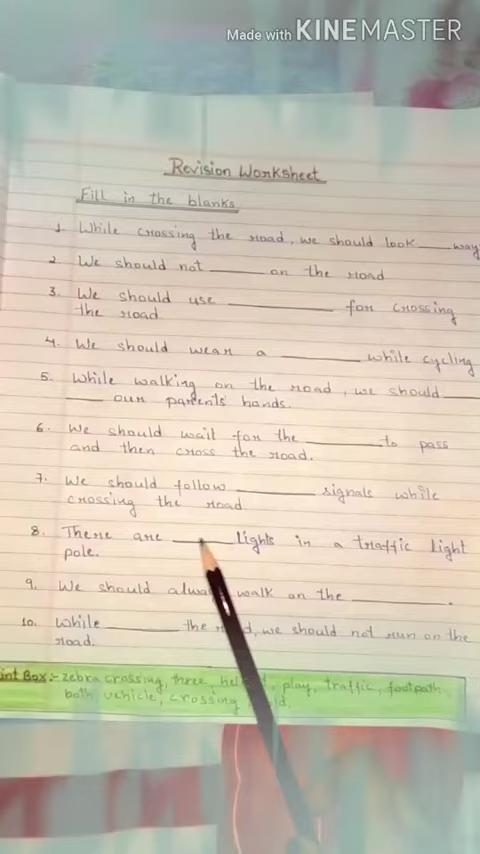 Made with KINEMASTER
Revision Worksheet
Fill in the blanks
1. While crossing the road, we should look ____ way
2. We should not ____ on the road
3. We should use ____ for crossing
the road
4. We should wear a ____ while cycling
5. While walking on the road, we should ____
____ our parents' hands.
6. We should wait for the ____ to pass
and then cross the road.
7. We should follow ____ signals while
crossing the road
8. There are ____ lights in a traffic light
pole.
9. We should always walk on the ____.
10. While ____ the road, we should not run on the
road.
int Box:- zebra crossing, three, hel, play, traffic, footpath,
both, vehicle, crossing